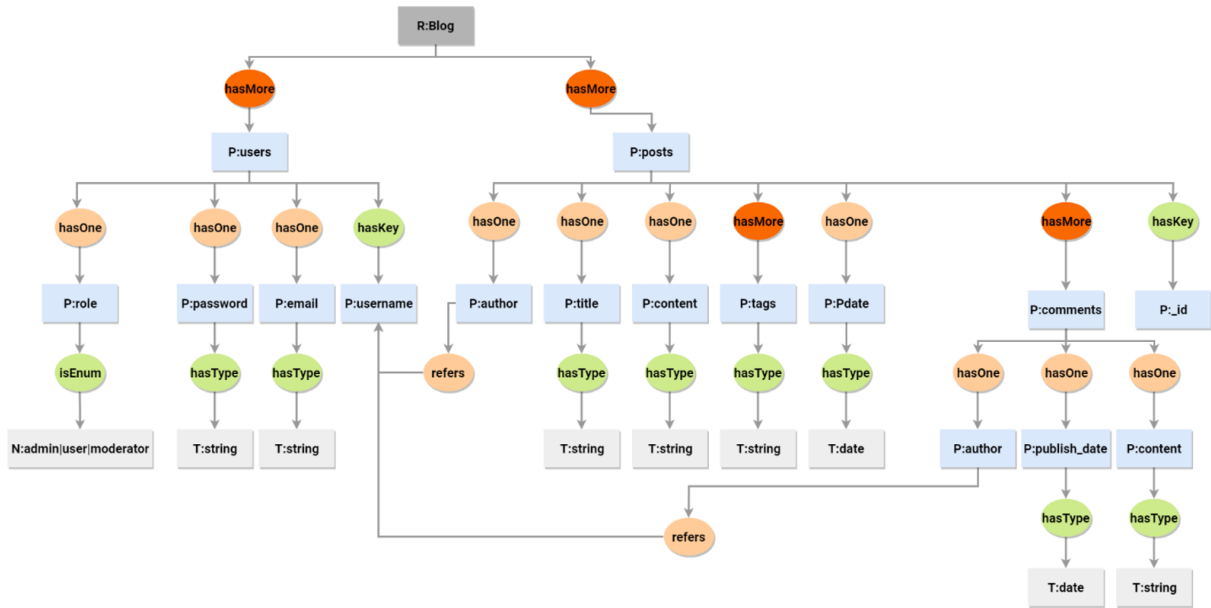 R:Blog
hasMore
hasMore
P:users
P:posts
hasOne
hasOne
hasOne
hasKey
hasOne
hasOne
hasOne
hasMore
hasOne
hasMore
hasKey
P:role
P:password
P:email
P:username
P:author
P:title
P:content
P:tags
P:Pdate
P:comments
P:_id
isEnum
hasType
hasType
refers
hasType
hasType
hasType
hasType
hasOne
hasOne
hasOne
N:admin|user|moderator
T:string
T:string
T:string
T:string
T:string
T:date
P:author
P:publish_date
P:content
refers
hasType
hasType
T:date
T:string